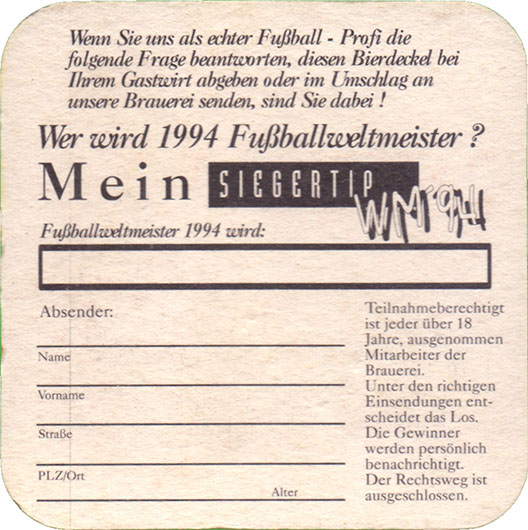 Wenn Sie uns als echter Fußball - Profi die
folgende Frage beantworten, diesen Bierdeckel bei
Ihrem Gastwirt abgeben oder im Umschlag an
unsere Brauerei senden, sind Sie dabei !
Wer wird 1994 Fußballweltmeister ?
Mein SIEGERTIP
WM'94
Fußballweltmeister 1994 wird:
Absender:
Name
Vorname
Straße
PLZ/Ort
Alter
Teilnahmeberechtigt
ist jeder über 18
Jahre, ausgenommen
Mitarbeiter der
Brauerei.
Unter den richtigen
Einsendungen ent-
scheidet das Los.
Die Gewinner
werden persönlich
benachrichtigt.
Der Rechtsweg ist
ausgeschlossen.